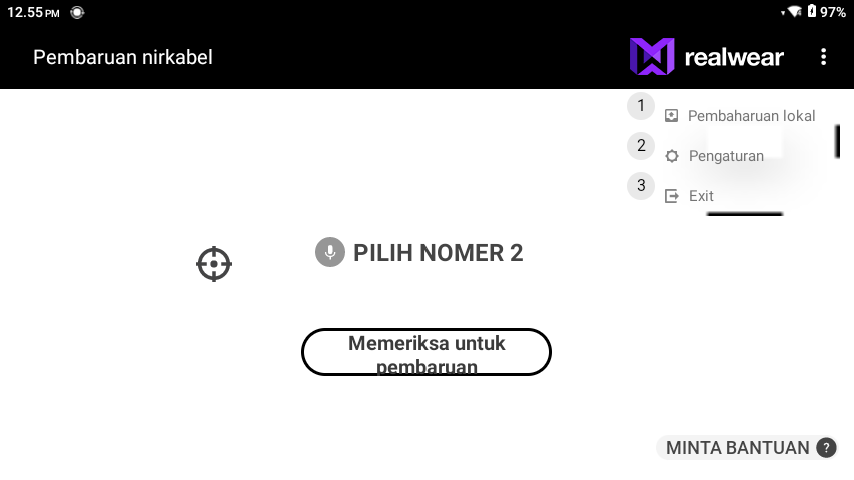 12.55 PM
97%
Pembaruan nirkabel
realwear
1 Pembaharuan lokal
2 Pengaturan
3 Exit
PILIH NOMER 2
Memeriksa untuk
pembaruan
MINTA BANTUAN ?